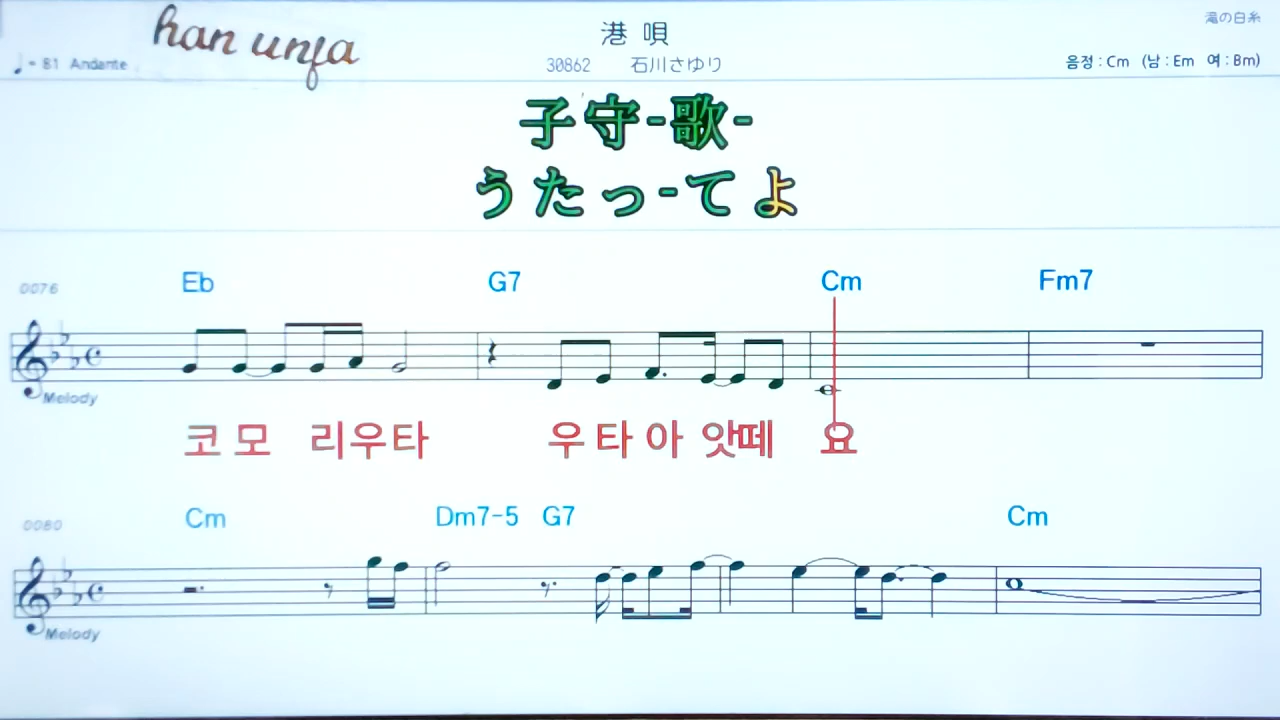 han unja
港 唄
滝の白糸
♩= 81 Andante
30862 石川さゆり
음정 : Cm (남 : Em 여 : Bm)
子守-歌-
うたっ-てよ
0076 Eb G7 Cm Fm7
Melody
코모 리우타 우타아 앗떼 요
0080 Cm Dm7-5 G7 Cm
Melody